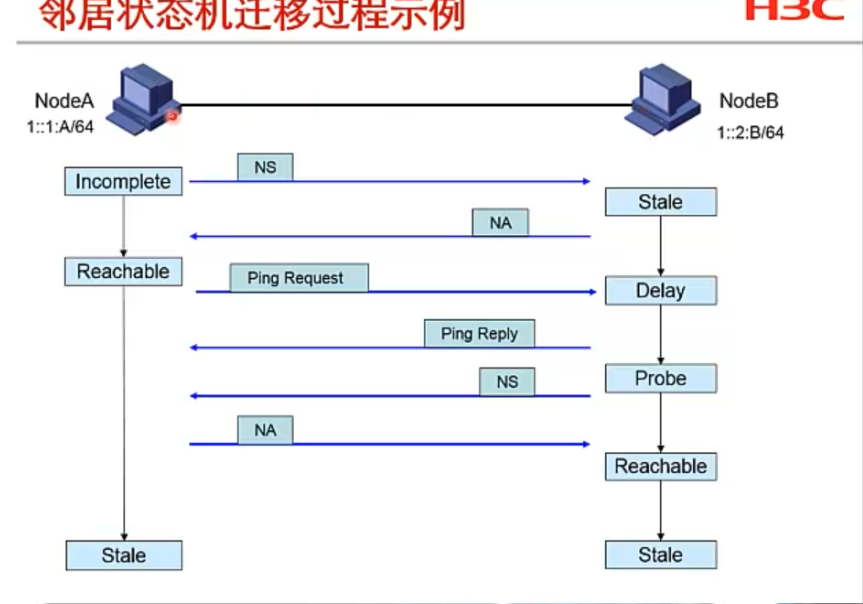 邻居状态机迁移过程示例
H3C
NodeA
1::1:A/64
NodeB
1::2:B/64
Incomplete
NS
Stale
NA
Reachable
Ping Request
Delay
Ping Reply
Probe
NS
NA
Reachable
Stale
Stale